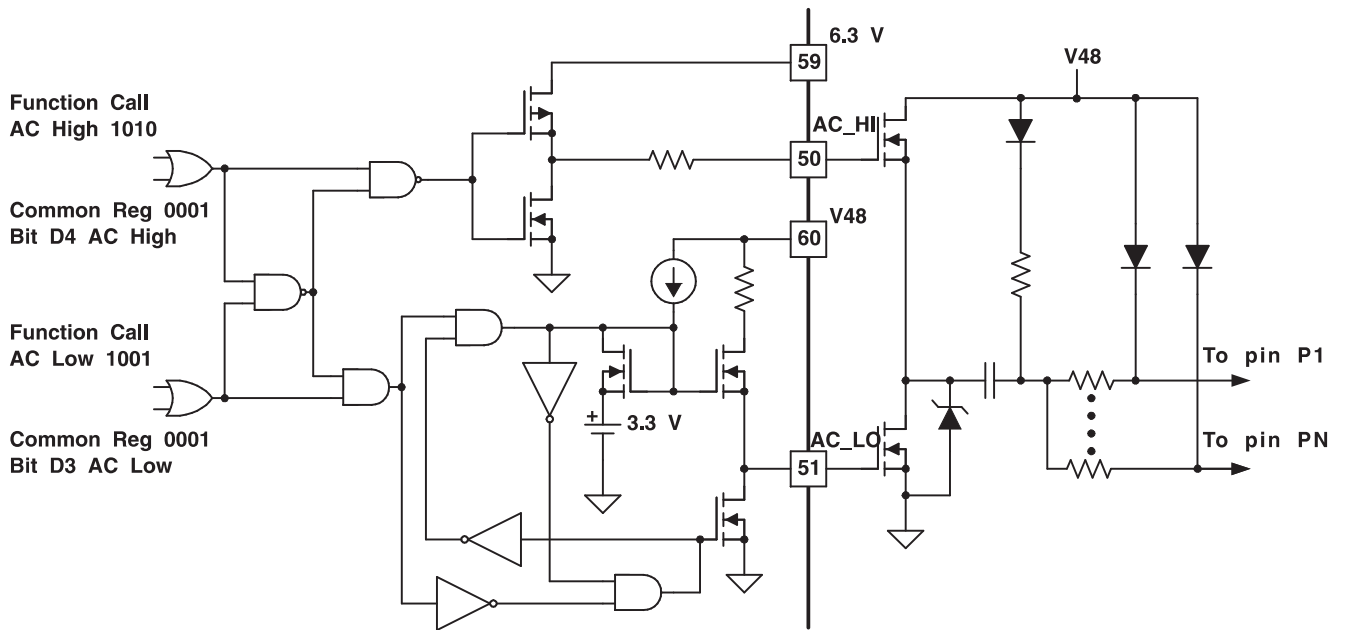 6.3 V
59
V48
Function Call
AC High 1010
AC_HI
50
Common Reg 0001
Bit D4 AC High
V48
60
Function Call
AC Low 1001
To pin P1
+
3.3 V
AC_LO
51
To pin PN
Common Reg 0001
Bit D3 AC Low